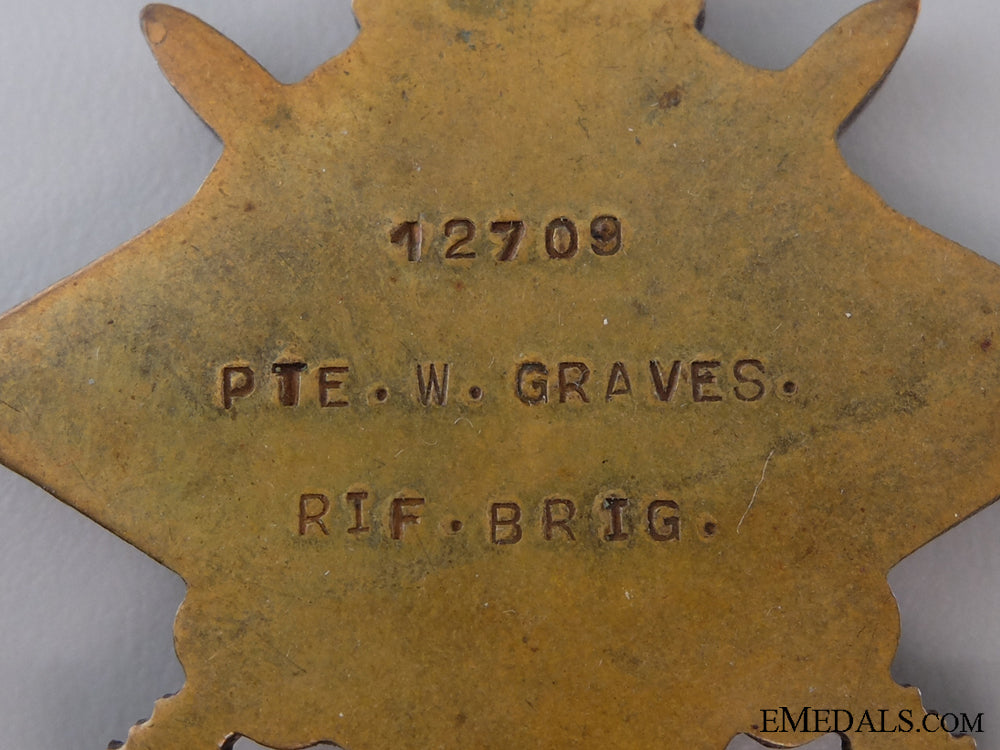 12709
PTE. W. GRAVES.
RIF. BRIG.
EMEDALS.COM